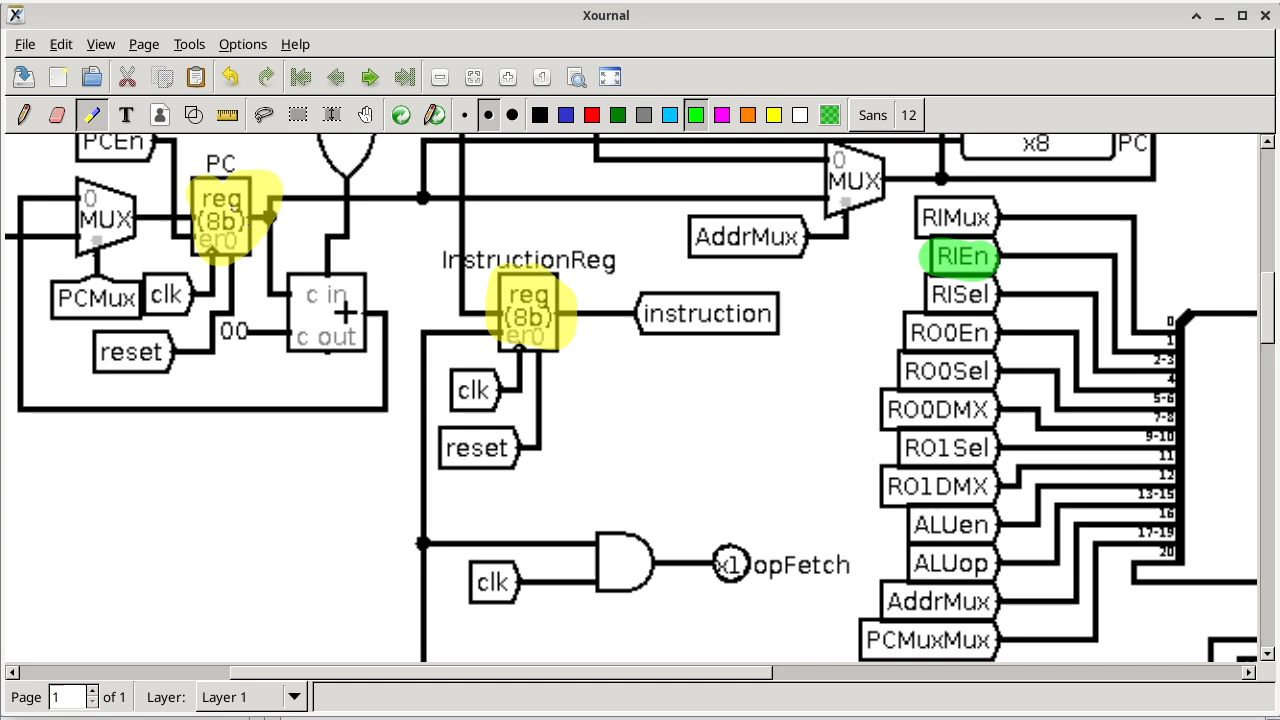 Xournal
File Edit View Page Tools Options Help
Sans 12
PCEn
PC
0
MUX
reg
(8b)
en0
PCMux
clk
reset
00
c in
+
c out
InstructionReg
reg
(8b)
en0
instruction
clk
reset
clk
x1 opFetch
0
MUX
AddrMux
x8
PC
RIMux
RIEn
RISel
RO0En
RO0Sel
RO0DMX
RO1Sel
RO1DMX
ALUen
ALUop
AddrMux
PCMuxMux
0
1
2-3
4
5-6
7-8
9-10
11
12
13-15
16
17-19
20
Page 1 of 1 Layer: Layer 1